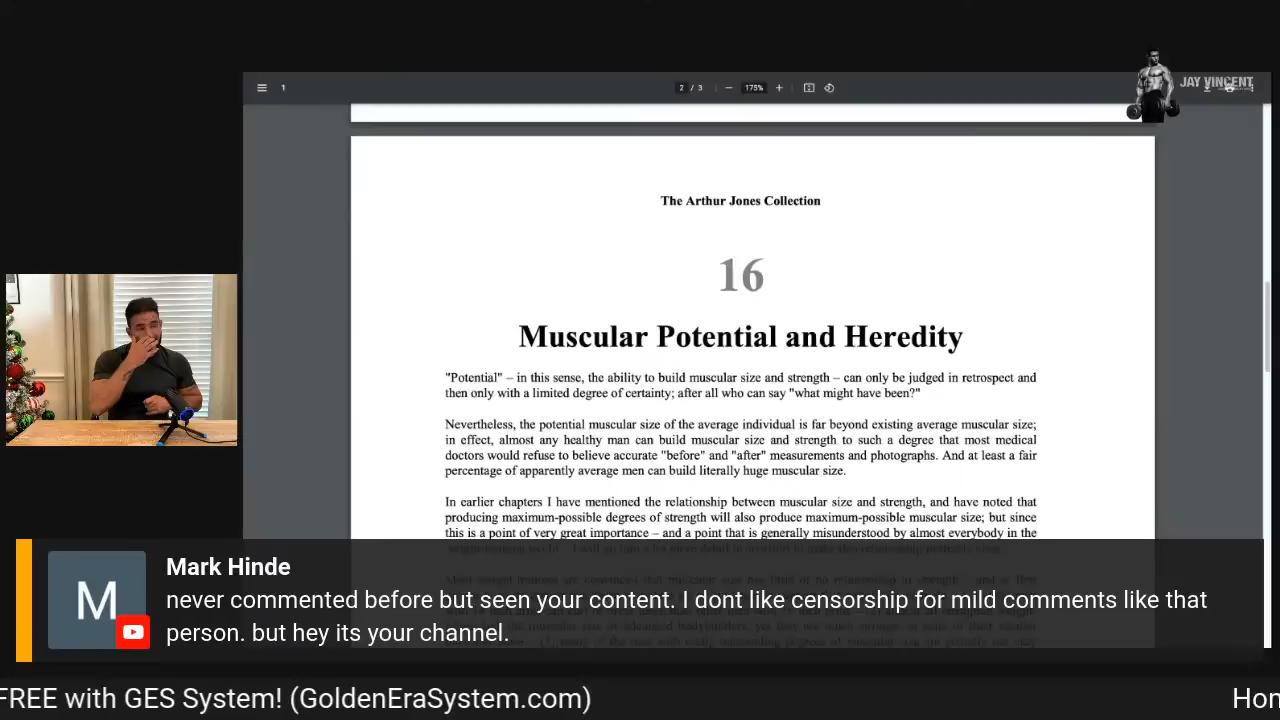 1
2 / 3
175%
JAY VINCENT
The Arthur Jones Collection
16
Muscular Potential and Heredity
"Potential" – in this sense, the ability to build muscular size and strength – can only be judged in retrospect and
then only with a limited degree of certainty; after all who can say "what might have been?"
Nevertheless, the potential muscular size of the average individual is far beyond existing average muscular size;
in effect, almost any healthy man can build muscular size and strength to such a degree that most medical
doctors would refuse to believe accurate "before" and "after" measurements and photographs. And at least a fair
percentage of apparently average men can build literally huge muscular size.
In earlier chapters I have mentioned the relationship between muscular size and strength, and have noted that
producing maximum-possible degrees of strength will also produce maximum-possible muscular size; but since
this is a point of very great importance – and a point that is generally misunderstood by almost everybody in the
M
Mark Hinde
never commented before but seen your content. I dont like censorship for mild comments like that
person. but hey its your channel.
FREE with GES System! (GoldenEraSystem.com)
Hon